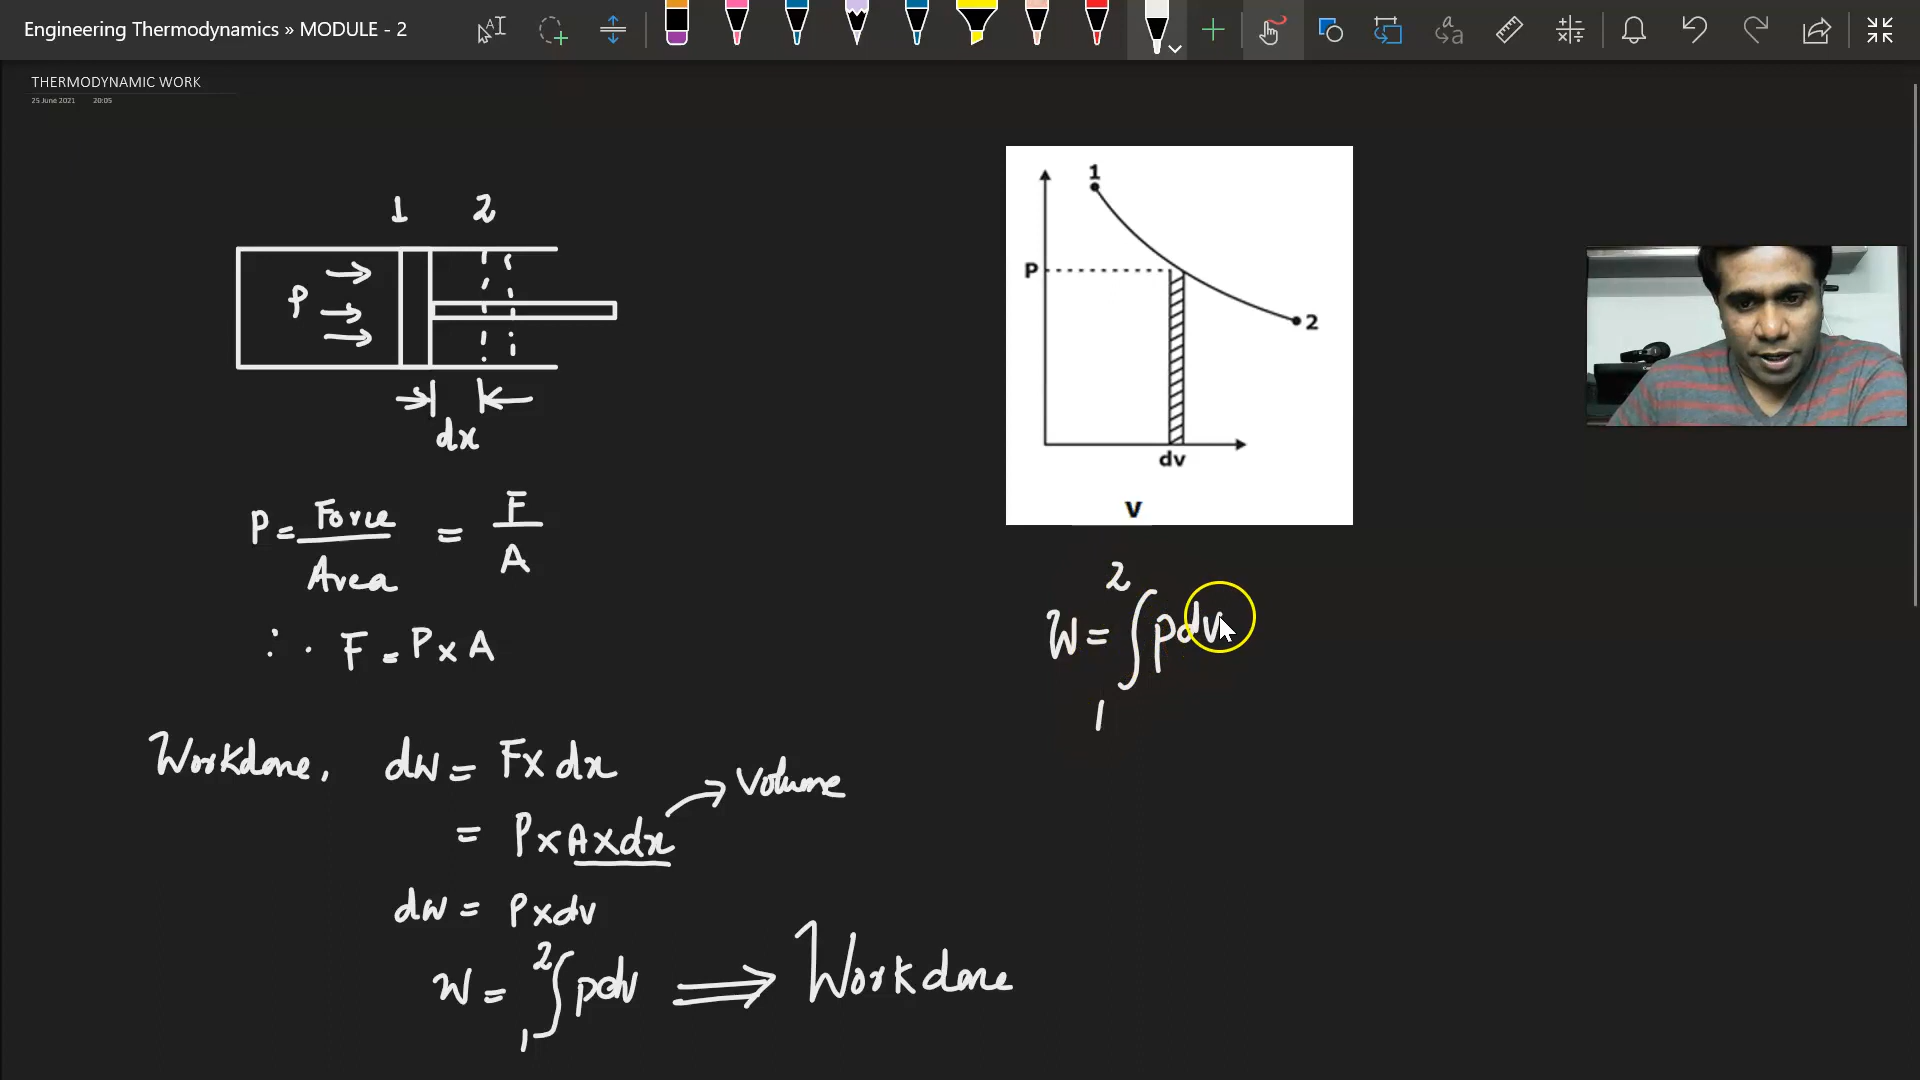 Engineering Thermodynamics » MODULE - 2
THERMODYNAMIC WORK
25 June 2021 20:05
1 2
P
dx
P = Force / Area = F / A
∴ F = P x A
Workdone, dw = F x dx
= P x A x dx → Volume
dw = P x dv
W = ₁∫² pdv ⟹ Workdone
1
P
2
dv
V
W = ₁∫² pdv